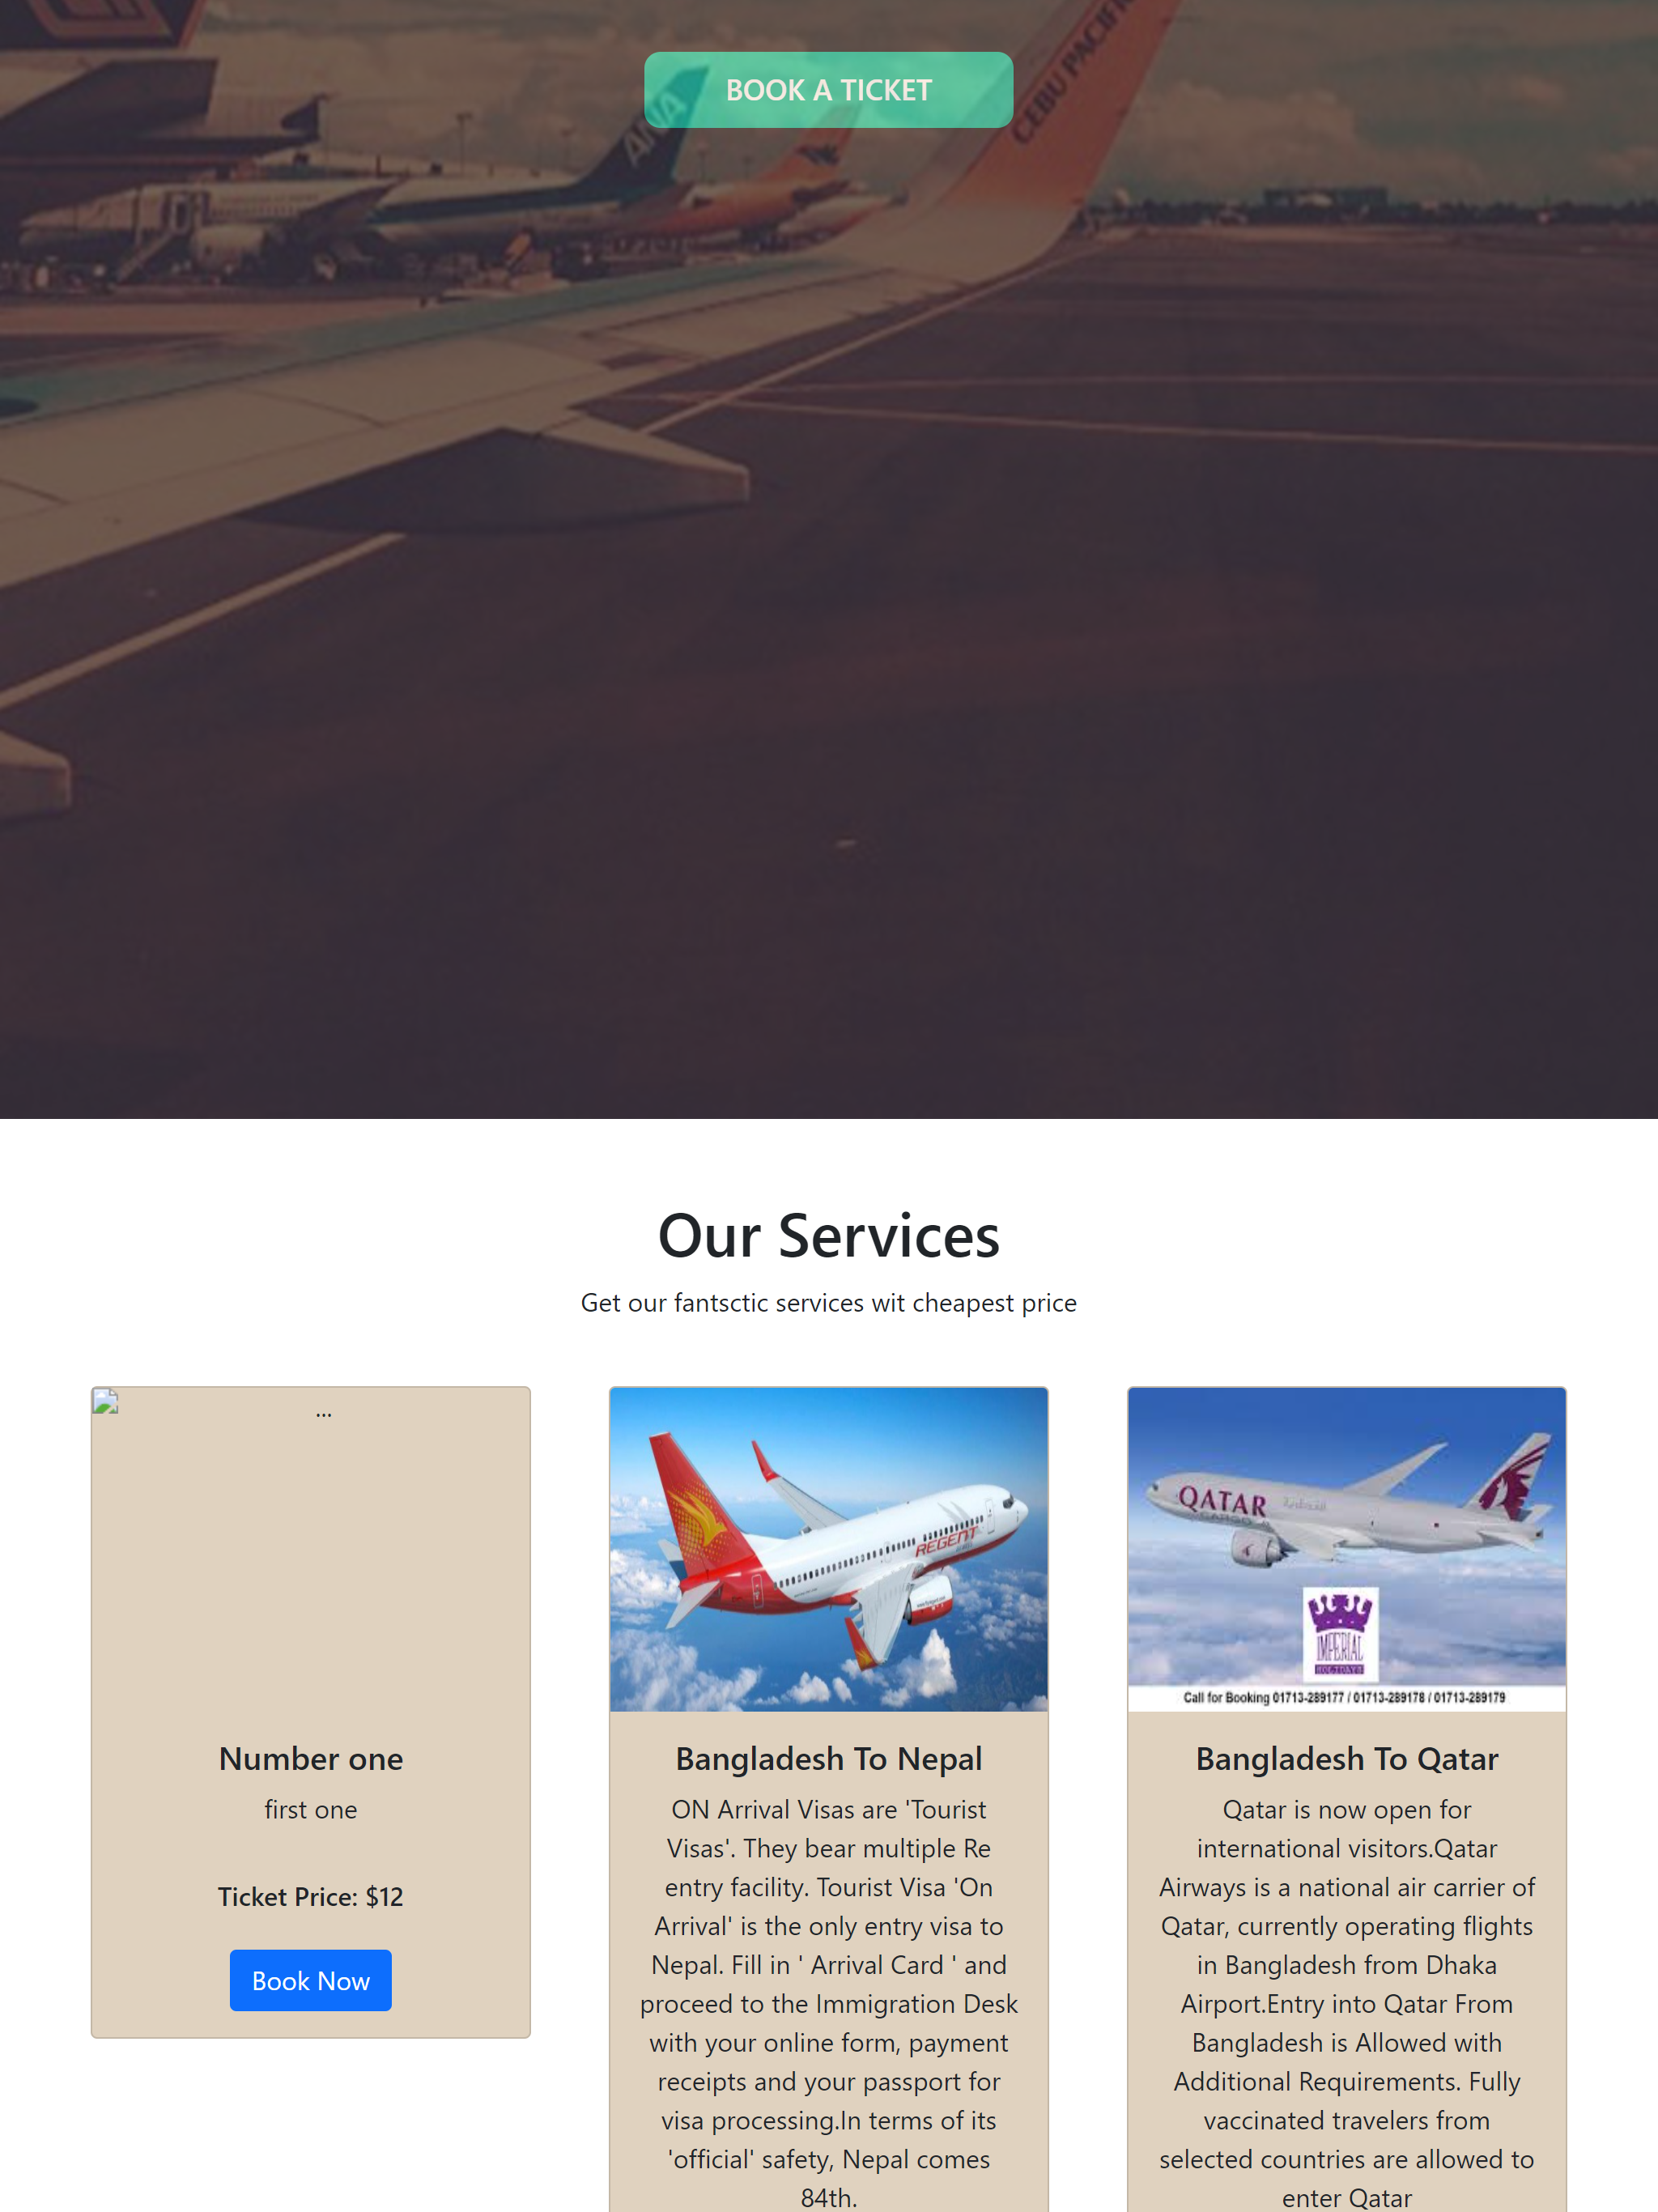 BOOK A TICKET
CEBU PACIFIC
ANA
Our Services
Get our fantsctic services wit cheapest price
...
Number one
first one
Ticket Price: $12
Book Now
REGENT
Bangladesh To Nepal
ON Arrival Visas are 'Tourist
Visas'. They bear multiple Re
entry facility. Tourist Visa 'On
Arrival' is the only entry visa to
Nepal. Fill in ' Arrival Card ' and
proceed to the Immigration Desk
with your online form, payment
receipts and your passport for
visa processing.In terms of its
'official' safety, Nepal comes
84th.
QATAR
CARGO
IMPERIAL
HOLIDAYS
Call for Booking 01713-289177 / 01713-289178 / 01713-289179
Bangladesh To Qatar
Qatar is now open for
international visitors.Qatar
Airways is a national air carrier of
Qatar, currently operating flights
in Bangladesh from Dhaka
Airport.Entry into Qatar From
Bangladesh is Allowed with
Additional Requirements. Fully
vaccinated travelers from
selected countries are allowed to
enter Qatar